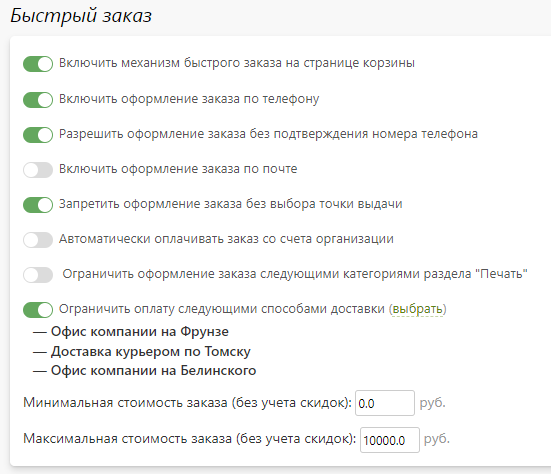 Быстрый заказ
Включить механизм быстрого заказа на странице корзины
Включить оформление заказа по телефону
Разрешить оформление заказа без подтверждения номера телефона
Включить оформление заказа по почте
Запретить оформление заказа без выбора точки выдачи
Автоматически оплачивать заказ со счета организации
Ограничить оформление заказа следующими категориями раздела "Печать"
Ограничить оплату следующими способами доставки (выбрать)
— Офис компании на Фрунзе
— Доставка курьером по Томску
— Офис компании на Белинского
Минимальная стоимость заказа (без учета скидок): 0.0 руб.
Максимальная стоимость заказа (без учета скидок): 10000.0 руб.